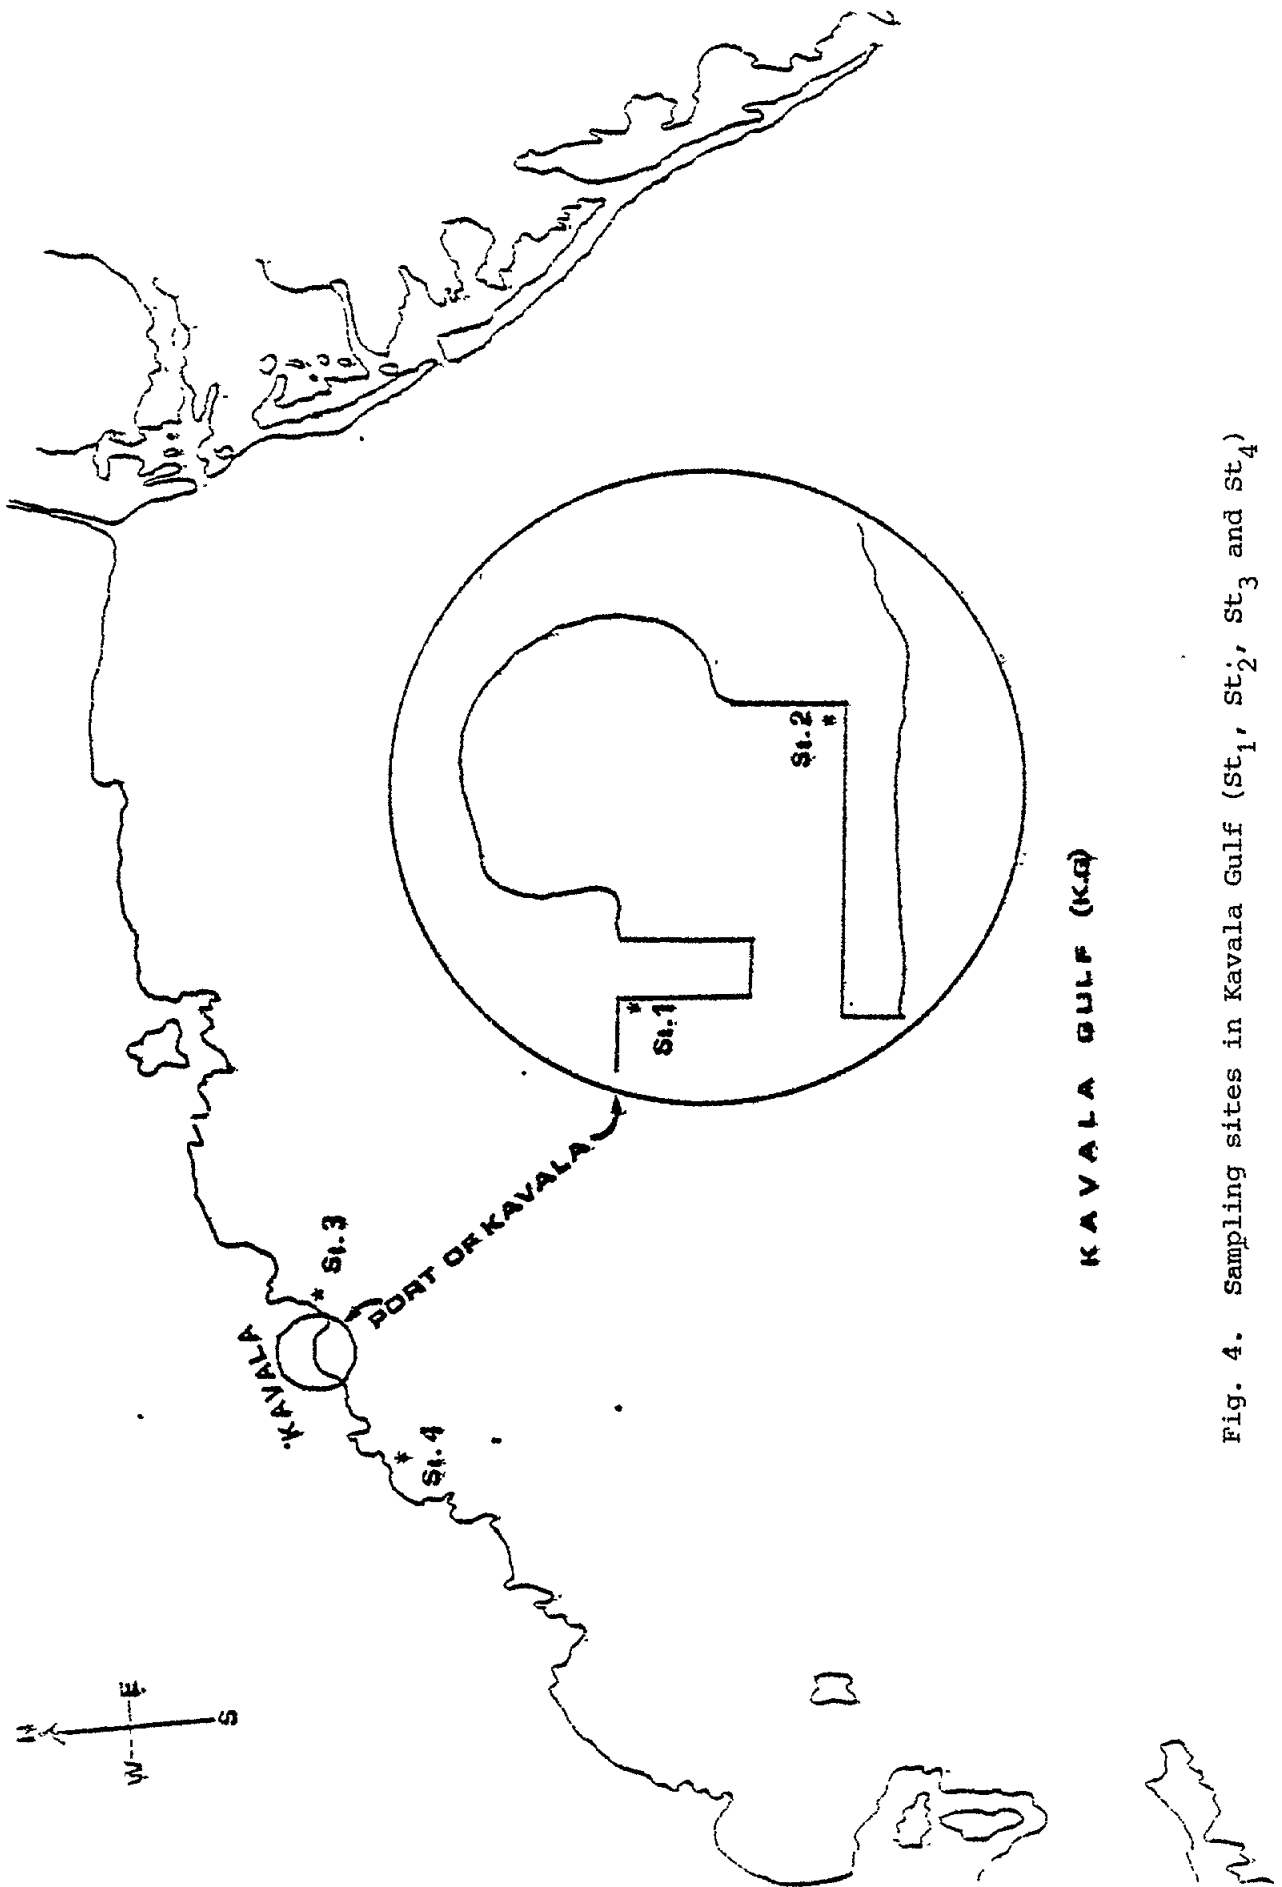 N
W
E.
S
KAVALA
St.3
St.4
PORT OF KAVALA
St.1
St.2
KAVALA GULF (K.G)
Fig. 4. Sampling sites in Kavala Gulf (St1, St2, St3 and St4)